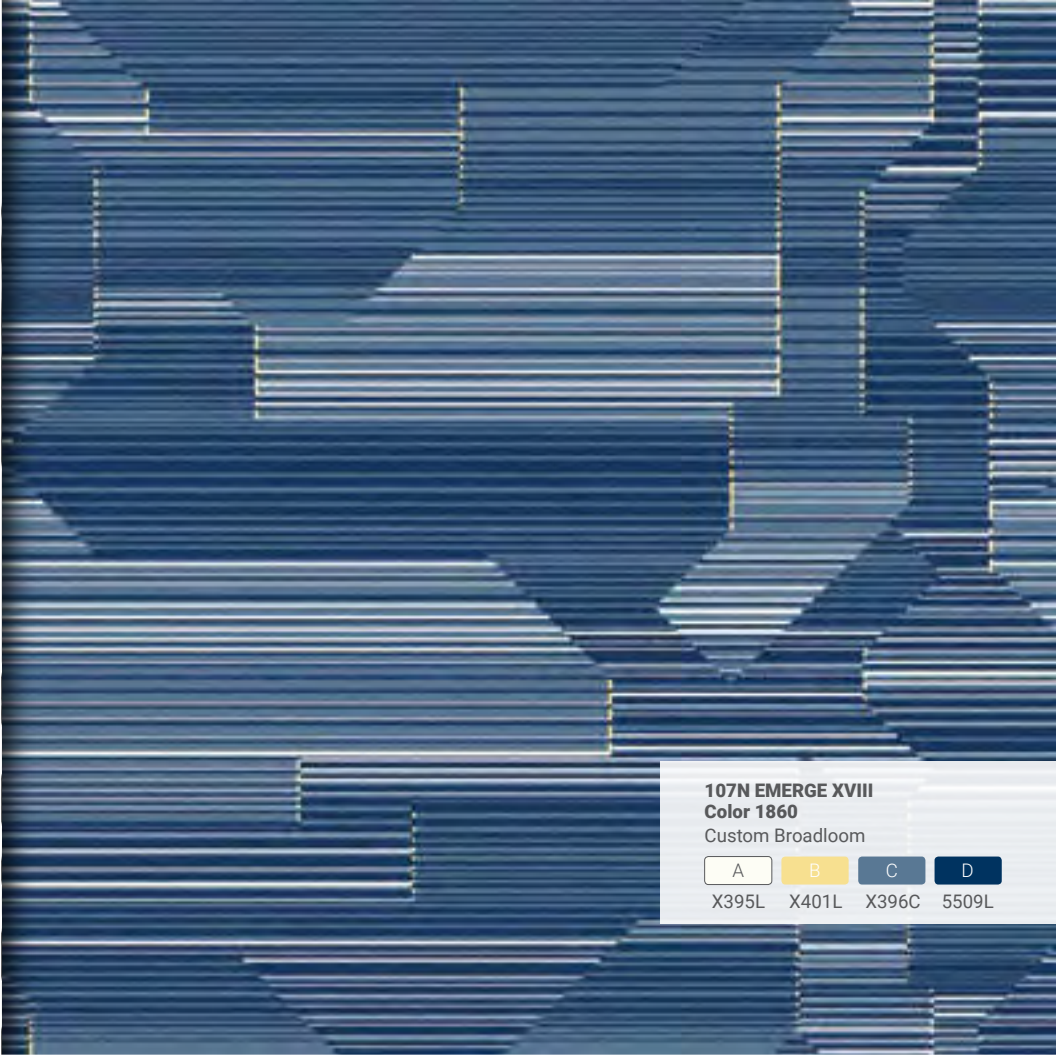 107N EMERGE XVIII
Color 1860
Custom Broadloom
A B C D
X395L X401L X396C 5509L